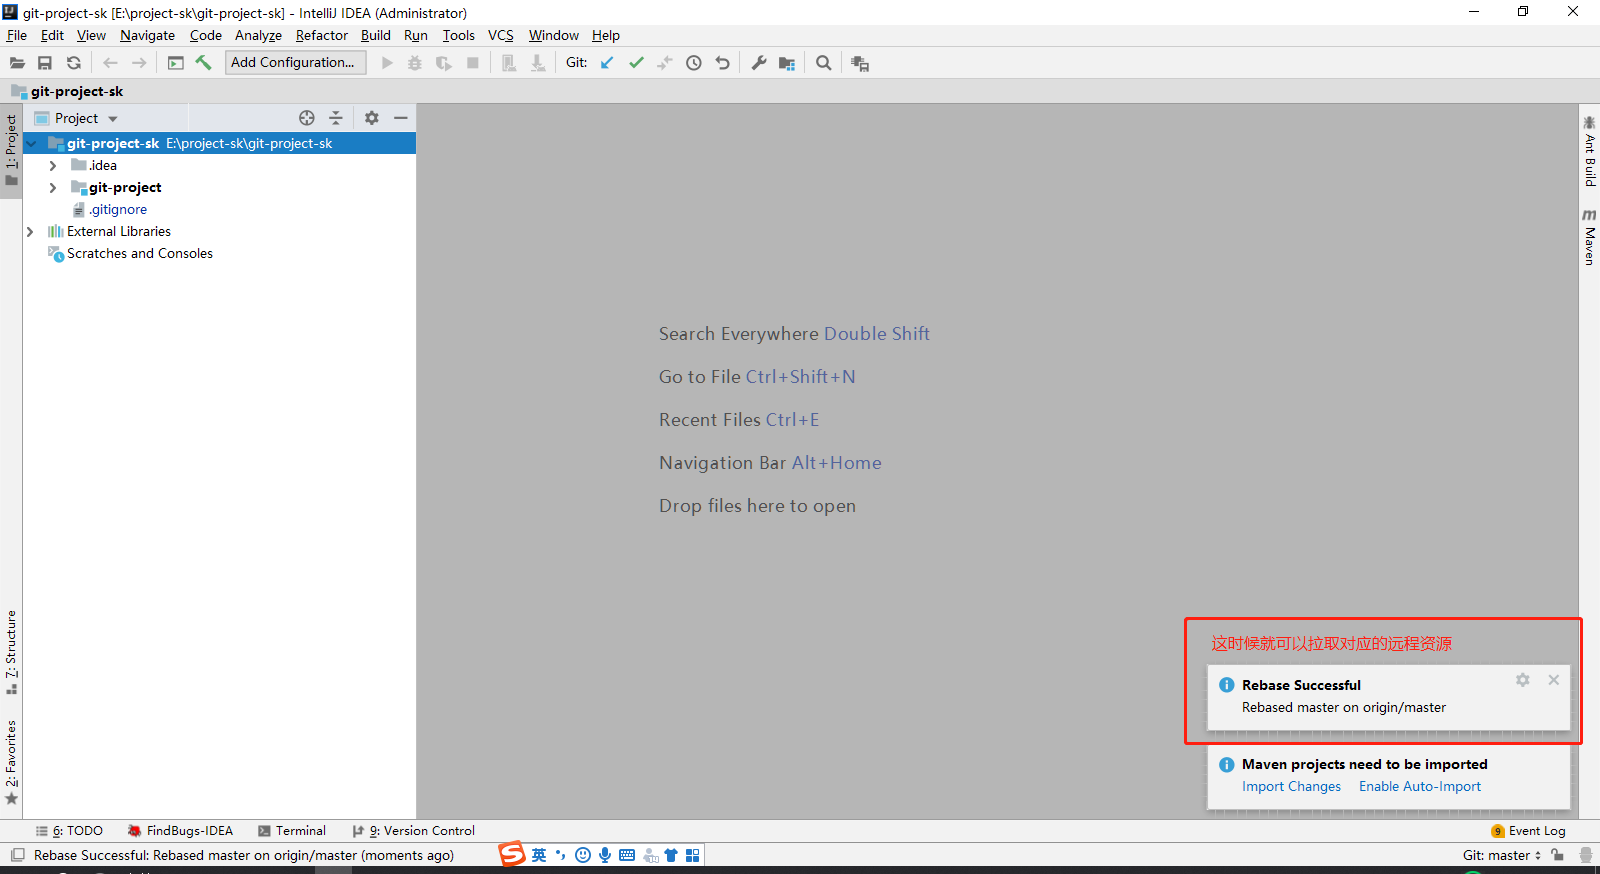 git-project-sk [E:\project-sk\git-project-sk] - IntelliJ IDEA (Administrator)
File Edit View Navigate Code Analyze Refactor Build Run Tools VCS Window Help
Add Configuration... Git:
git-project-sk
1: Project
Project
git-project-sk E:\project-sk\git-project-sk
.idea
git-project
.gitignore
External Libraries
Scratches and Consoles
Search Everywhere Double Shift
Go to File Ctrl+Shift+N
Recent Files Ctrl+E
Navigation Bar Alt+Home
Drop files here to open
Ant Build
m Maven
7: Structure
2: Favorites
这时候就可以拉取对应的远程资源
Rebase Successful
Rebased master on origin/master
Maven projects need to be imported
Import Changes Enable Auto-Import
6: TODO FindBugs-IDEA Terminal 9: Version Control 9 Event Log
Rebase Successful: Rebased master on origin/master (moments ago) S 英 Git: master